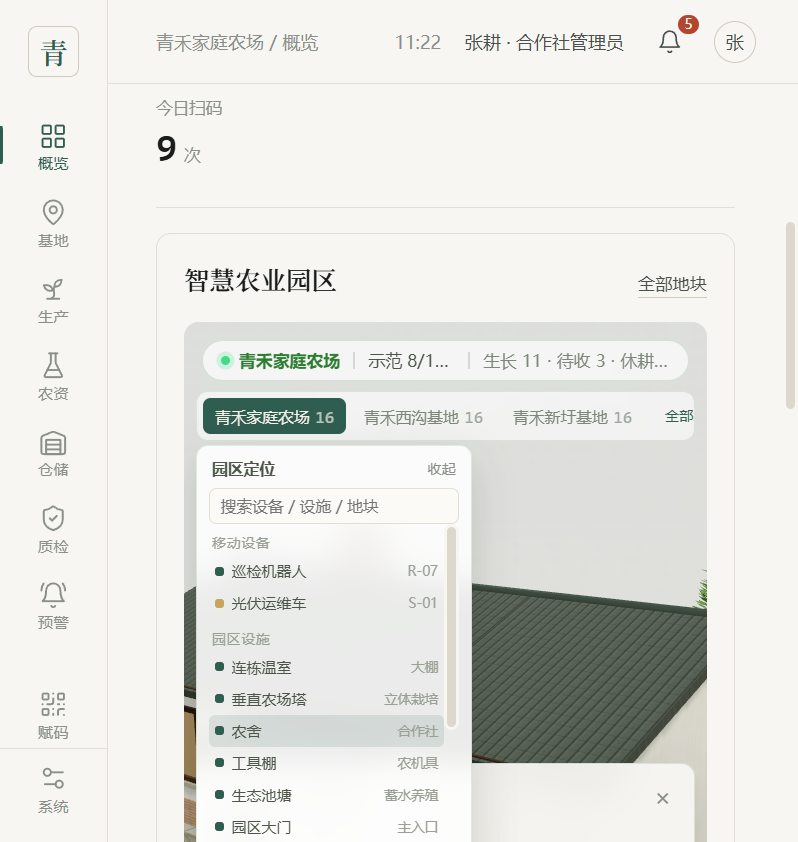 青
青禾家庭农场 / 概览
11:22
张耕 · 合作社管理员
5
张
概览
基地
生产
农资
仓储
质检
预警
赋码
系统
今日扫码
9 次
智慧农业园区
全部地块
青禾家庭农场
示范 8/1...
生长 11 · 待收 3 · 休耕...
青禾家庭农场 16
青禾西沟基地 16
青禾新圩基地 16
全部
园区定位
收起
搜索设备 / 设施 / 地块
移动设备
巡检机器人 R-07
光伏运维车 S-01
园区设施
连栋温室 大棚
垂直农场塔 立体栽培
农舍 合作社
工具棚 农机具
生态池塘 蓄水养殖
园区大门 主入口